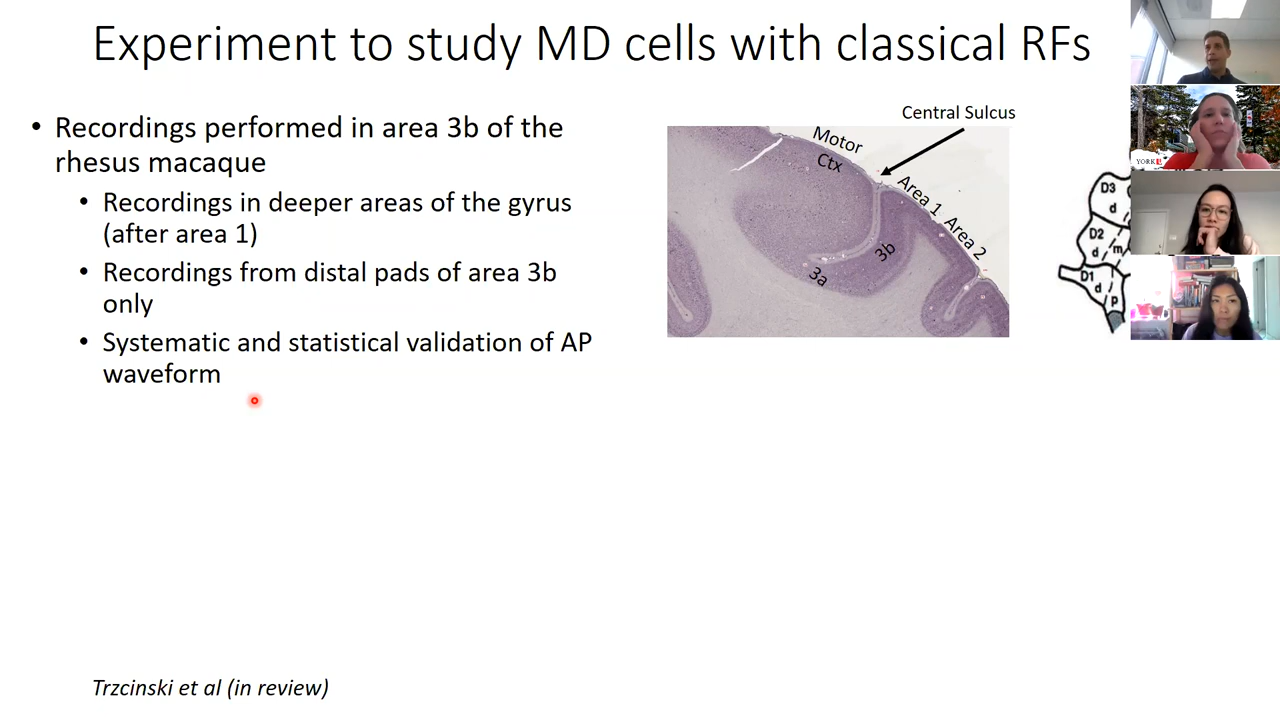 Experiment to study MD cells with classical RFs
• Recordings performed in area 3b of the
rhesus macaque
• Recordings in deeper areas of the gyrus
(after area 1)
• Recordings from distal pads of area 3b
only
• Systematic and statistical validation of AP
waveform
Central Sulcus
Motor
Ctx
Area 1
Area 2
3b
3a
D3
d
D2
d
m
D1
d
p
YORK U
Trzcinski et al (in review)